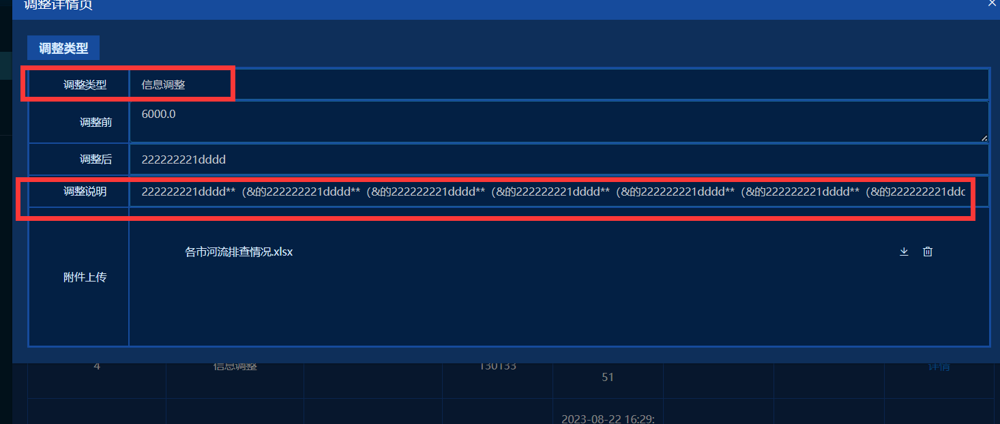 调整详情页
调整类型
调整类型 信息调整
调整前 6000.0
调整后 222222221dddd
调整说明 222222221dddd**（&的222222221dddd**（&的222222221dddd**（&的222222221dddd**（&的222222221dddd**（&的222222221dddd**（&的222222221ddc
各市河流排查情况.xlsx
附件上传
4 信息调整 130133 详情
51
2023-08-22 16:29: